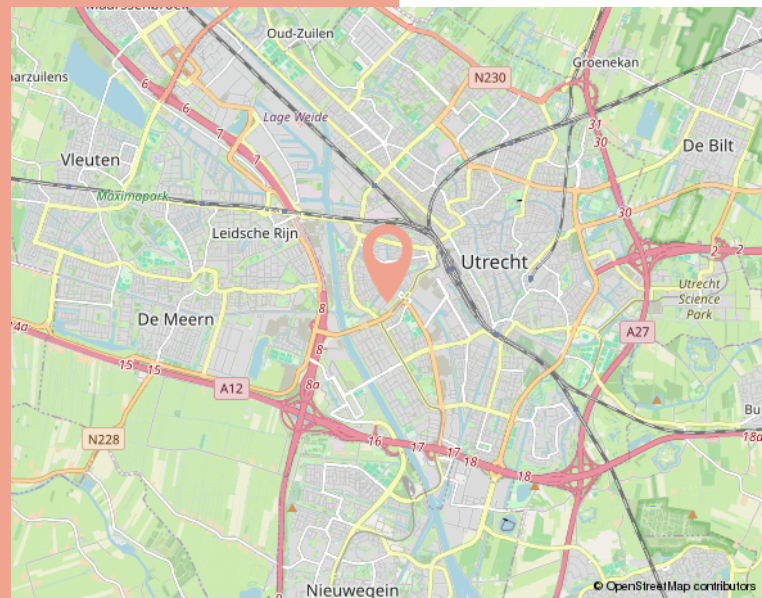 Maarssenbroek
Oud-Zuilen
Groenekan
N230
6
6
Lage Weide
31
30
7
7
De Bilt
Vleuten
Maximapark
30
Leidsche Rijn
Utrecht
2
2
Utrecht
Science
Park
De Meern
8
8
A27
14a
15
15
8a
A12
N228
16
17
17
18
18
18a
Nieuwegein
© OpenStreetMap contributors